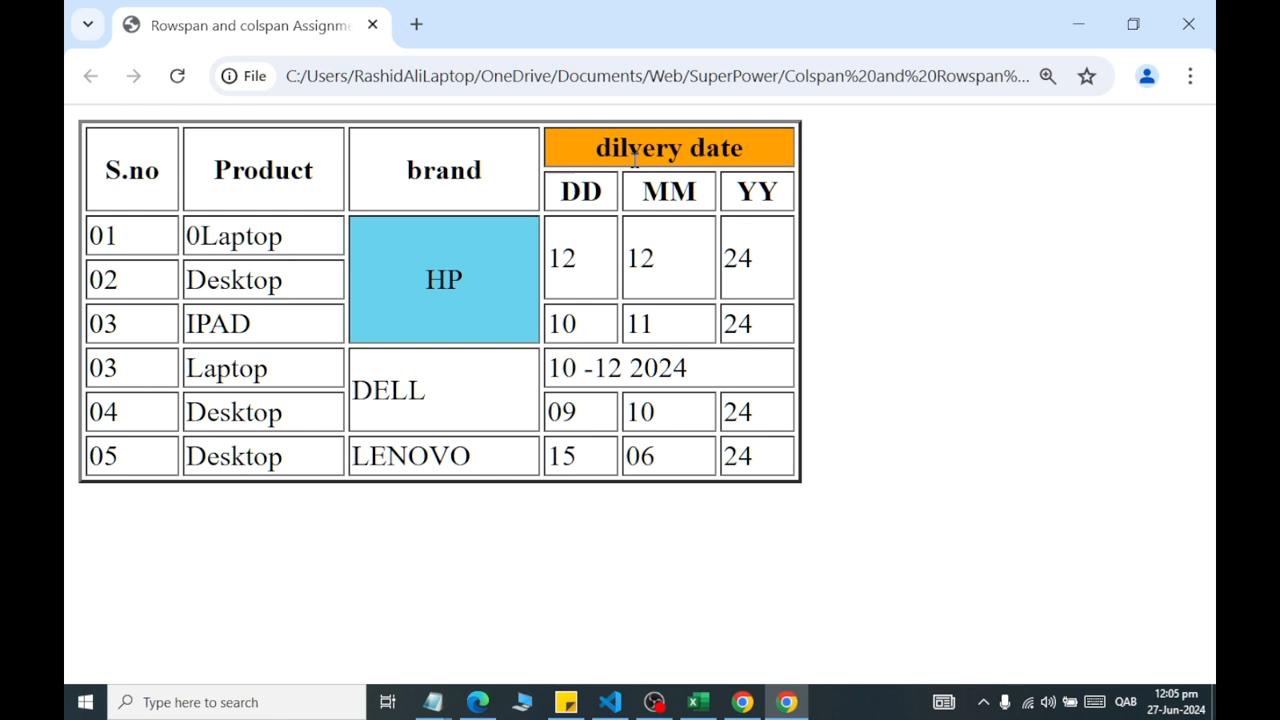 Rowspan and colspan Assignme
File C:/Users/RashidAliLaptop/OneDrive/Documents/Web/SuperPower/Colspan%20and%20Rowspan%...
S.no Product brand dilvery date
DD MM YY
01 0Laptop HP 12 12 24
02 Desktop
03 IPAD 10 11 24
03 Laptop DELL 10 -12 2024
04 Desktop 09 10 24
05 Desktop LENOVO 15 06 24
Type here to search
QAB
12:05 pm
27-Jun-2024